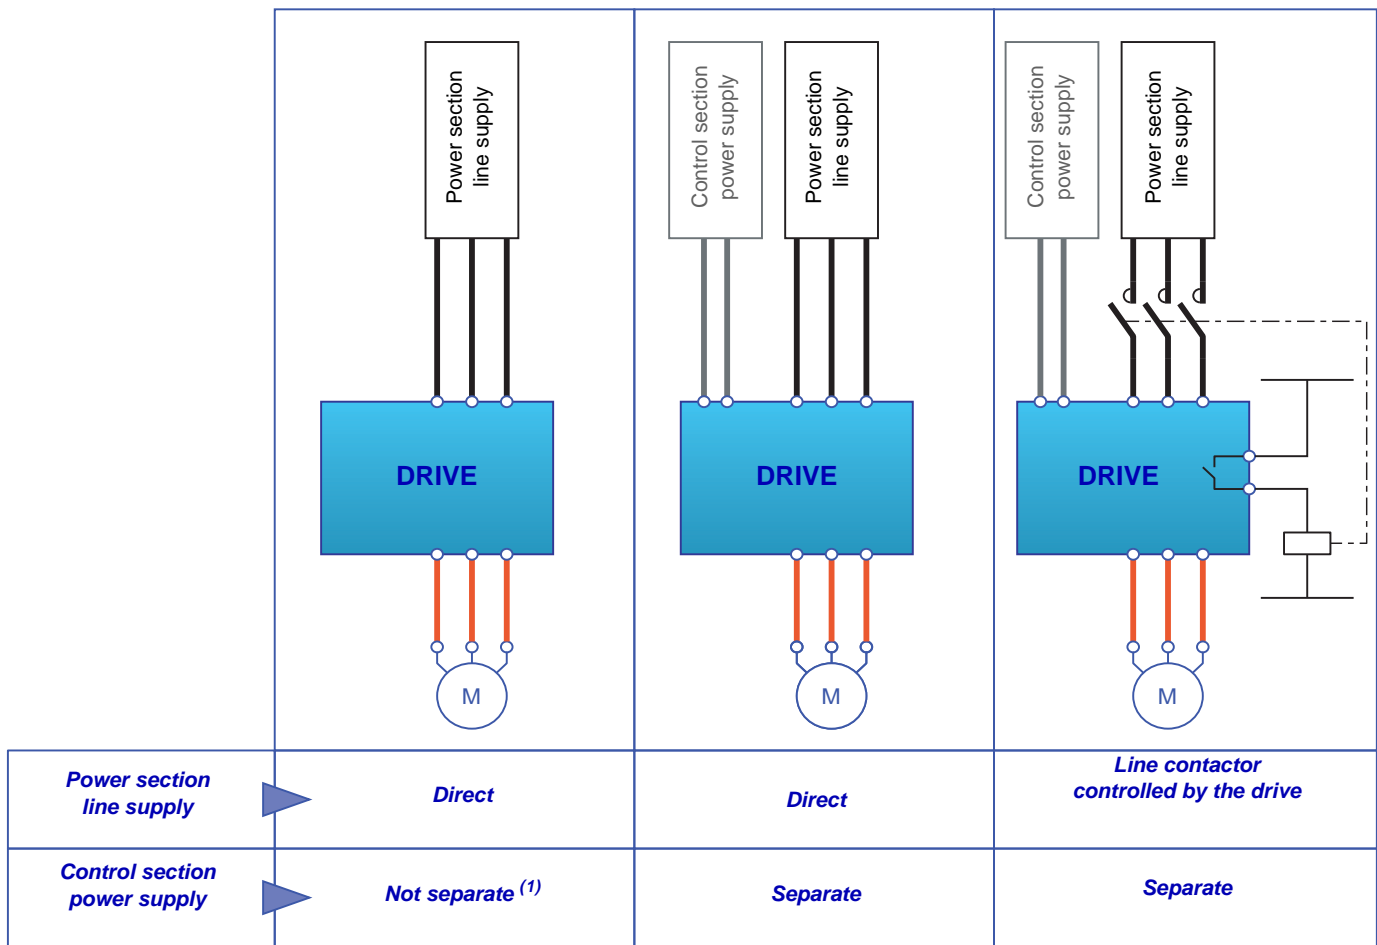 Power section
line supply
Control section
power supply
Power section
line supply
Control section
power supply
Power section
line supply
DRIVE
DRIVE
DRIVE
M
M
M
Power section
line supply
Direct
Direct
Line contactor
controlled by the drive
Control section
power supply
Not separate (1)
Separate
Separate